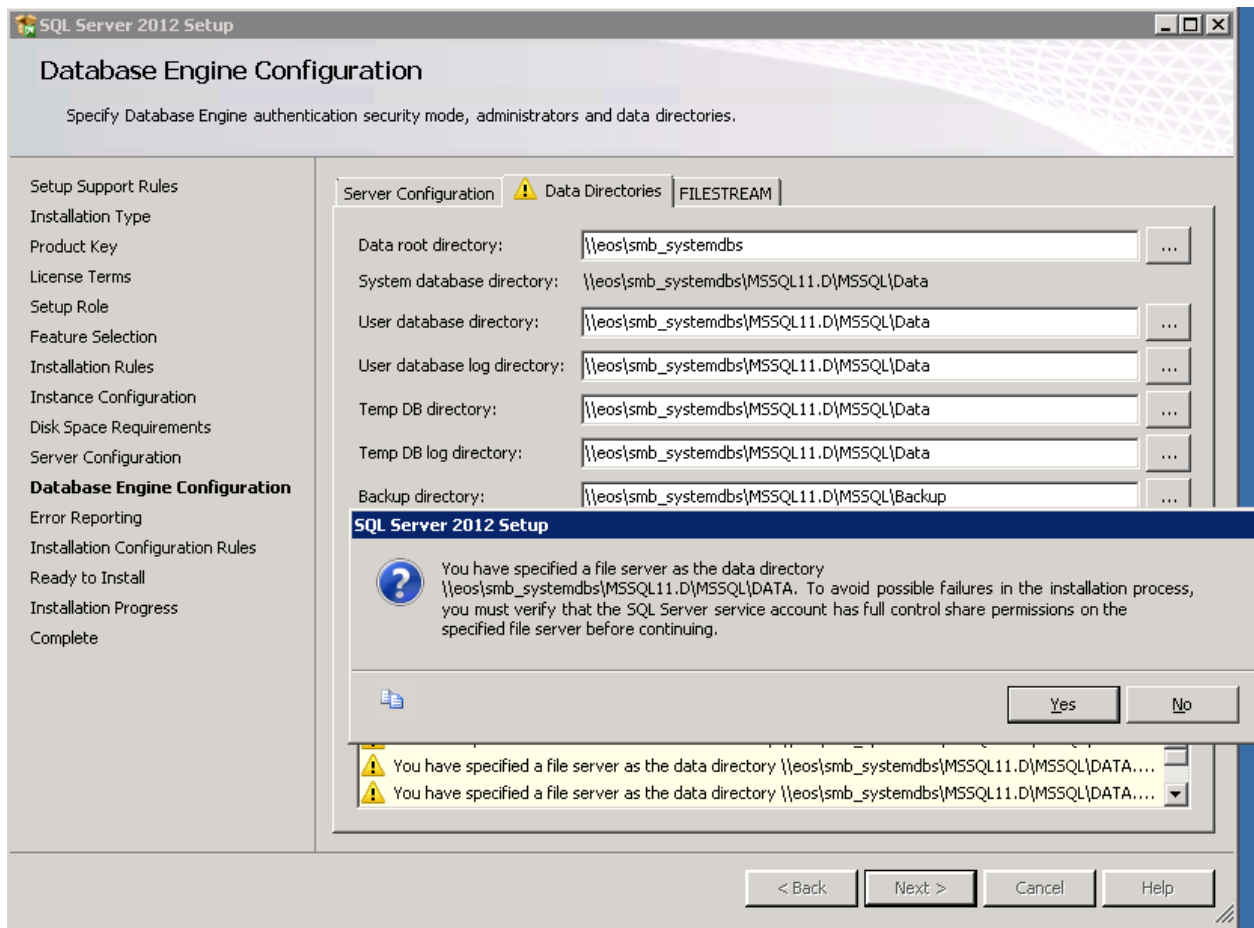 SQL Server 2012 Setup
Database Engine Configuration
Specify Database Engine authentication security mode, administrators and data directories.
Setup Support Rules
Installation Type
Product Key
License Terms
Setup Role
Feature Selection
Installation Rules
Instance Configuration
Disk Space Requirements
Server Configuration
Database Engine Configuration
Error Reporting
Installation Configuration Rules
Ready to Install
Installation Progress
Complete
Server Configuration Data Directories FILESTREAM
Data root directory: \\eos\smb_systemdbs ...
System database directory: \\eos\smb_systemdbs\MSSQL11.D\MSSQL\Data
User database directory: \\eos\smb_systemdbs\MSSQL11.D\MSSQL\Data ...
User database log directory: \\eos\smb_systemdbs\MSSQL11.D\MSSQL\Data ...
Temp DB directory: \\eos\smb_systemdbs\MSSQL11.D\MSSQL\Data ...
Temp DB log directory: \\eos\smb_systemdbs\MSSQL11.D\MSSQL\Data ...
Backup directory: \\eos\smb_systemdbs\MSSQL11.D\MSSQL\Backup ...
SQL Server 2012 Setup
You have specified a file server as the data directory
\\eos\smb_systemdbs\MSSQL11.D\MSSQL\DATA. To avoid possible failures in the installation process,
you must verify that the SQL Server service account has full control share permissions on the
specified file server before continuing.
Yes No
You have specified a file server as the data directory \\eos\smb_systemdbs\MSSQL11.D\MSSQL\DATA....
You have specified a file server as the data directory \\eos\smb_systemdbs\MSSQL11.D\MSSQL\DATA....
< Back Next > Cancel Help